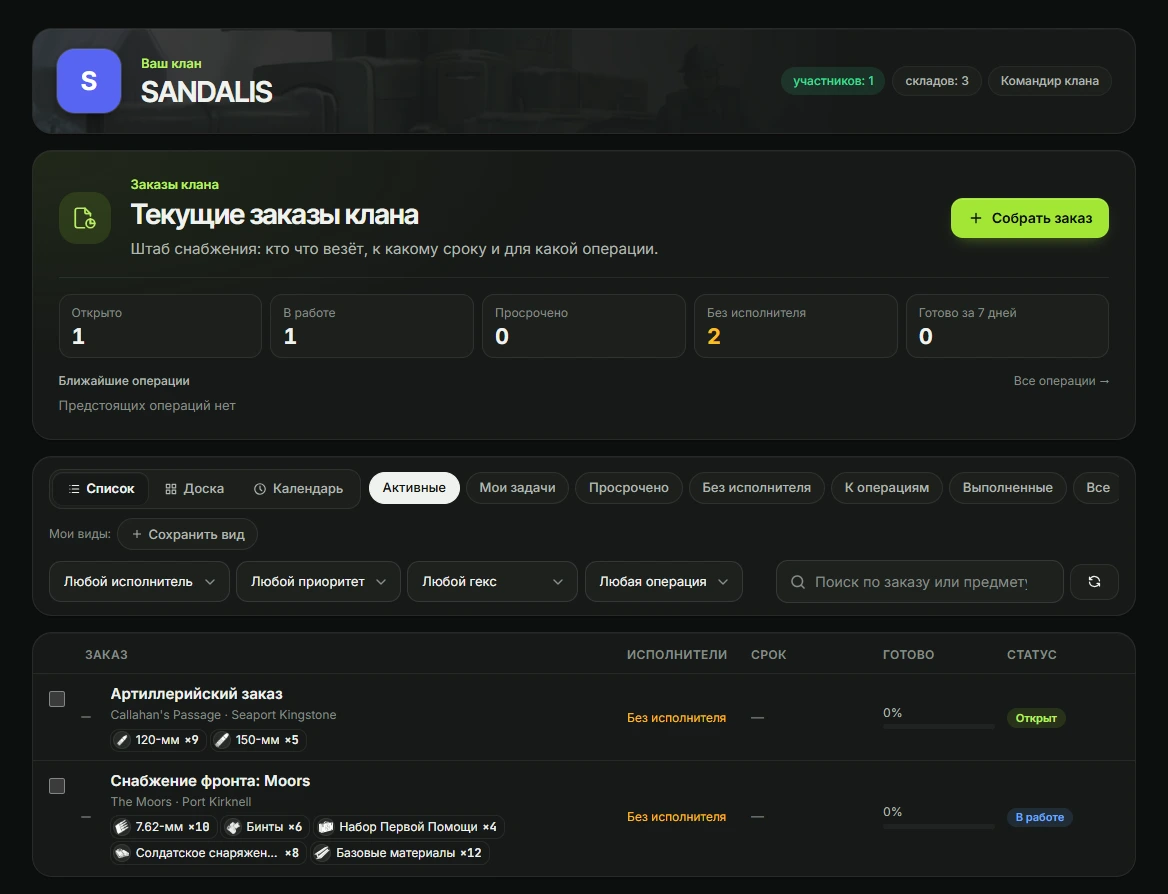 S
Ваш клан
SANDALIS
участников: 1
складов: 3
Командир клана
Заказы клана
Текущие заказы клана
Штаб снабжения: кто что везёт, к какому сроку и для какой операции.
+ Собрать заказ
Открыто
1
В работе
1
Просрочено
0
Без исполнителя
2
Готово за 7 дней
0
Ближайшие операции
Все операции →
Предстоящих операций нет
Список
Доска
Календарь
Активные
Мои задачи
Просрочено
Без исполнителя
К операциям
Выполненные
Все
Мои виды:
+ Сохранить вид
Любой исполнитель
Любой приоритет
Любой гекс
Любая операция
Поиск по заказу или предмету
ЗАКАЗ
ИСПОЛНИТЕЛИ
СРОК
ГОТОВО
СТАТУС
—
Артиллерийский заказ
Callahan's Passage · Seaport Kingstone
120-мм ×9
150-мм ×5
Без исполнителя
—
0%
Открыт
—
Снабжение фронта: Moors
The Moors · Port Kirknell
7.62-мм ×10
Бинты ×6
Набор Первой Помощи ×4
Солдатское снаряжен... ×8
Базовые материалы ×12
Без исполнителя
—
0%
В работе